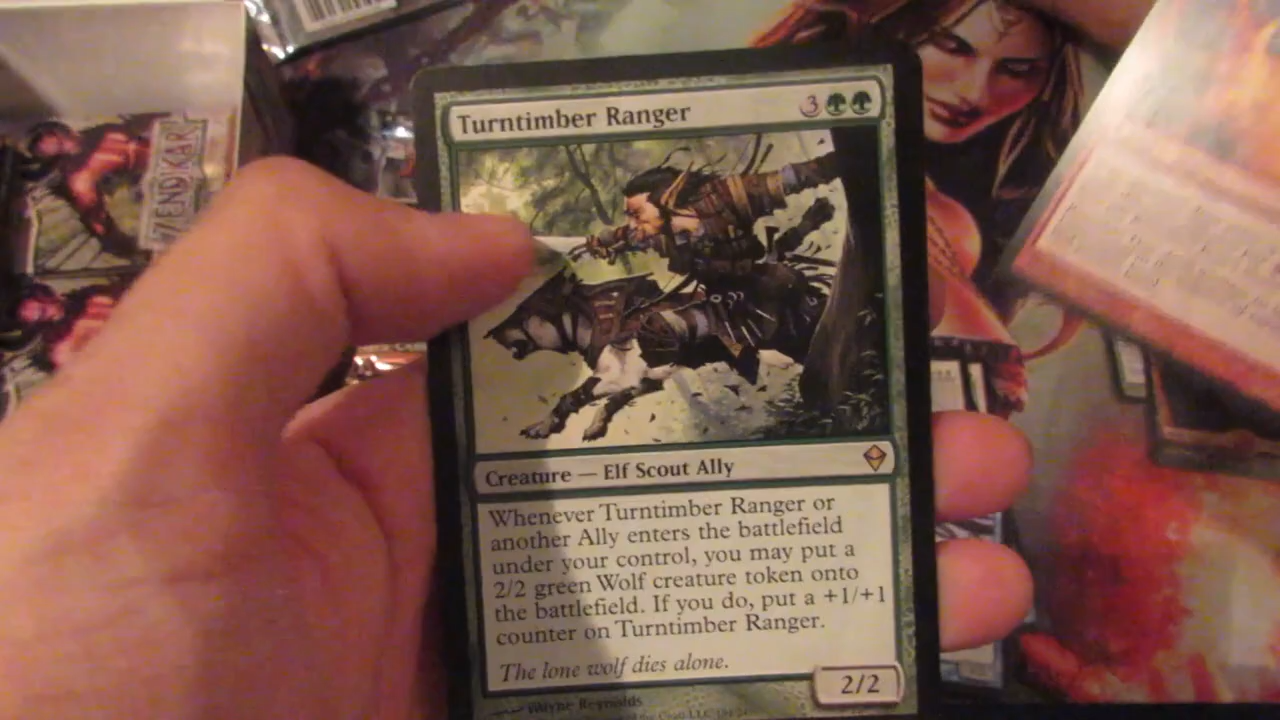 ZENDIKAR
Turntimber Ranger 3
Creature — Elf Scout Ally
Whenever Turntimber Ranger or
another Ally enters the battlefield
under your control, you may put a
2/2 green Wolf creature token onto
the battlefield. If you do, put a +1/+1
counter on Turntimber Ranger.
The lone wolf dies alone.
2/2
Wayne Reynolds